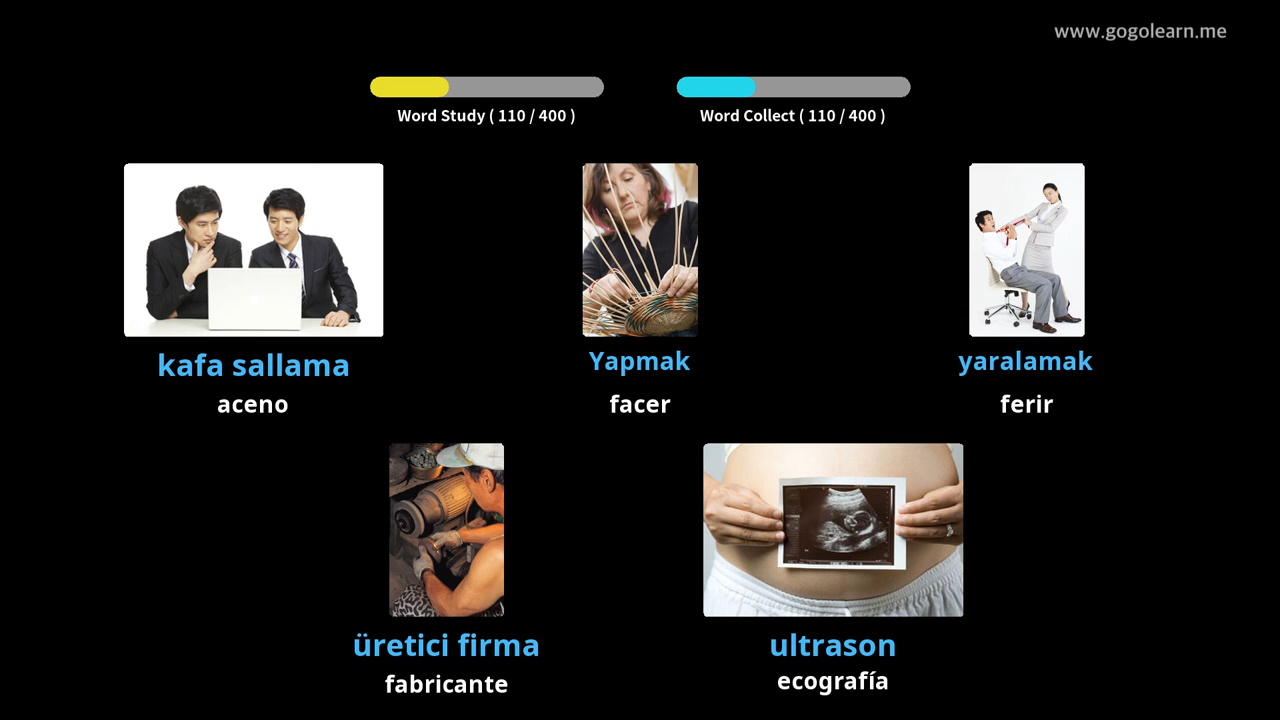 www.gogolearn.me
Word Study ( 110 / 400 )
Word Collect ( 110 / 400 )
kafa sallama
aceno
Yapmak
facer
yaralamak
ferir
üretici firma
fabricante
ultrason
ecografía